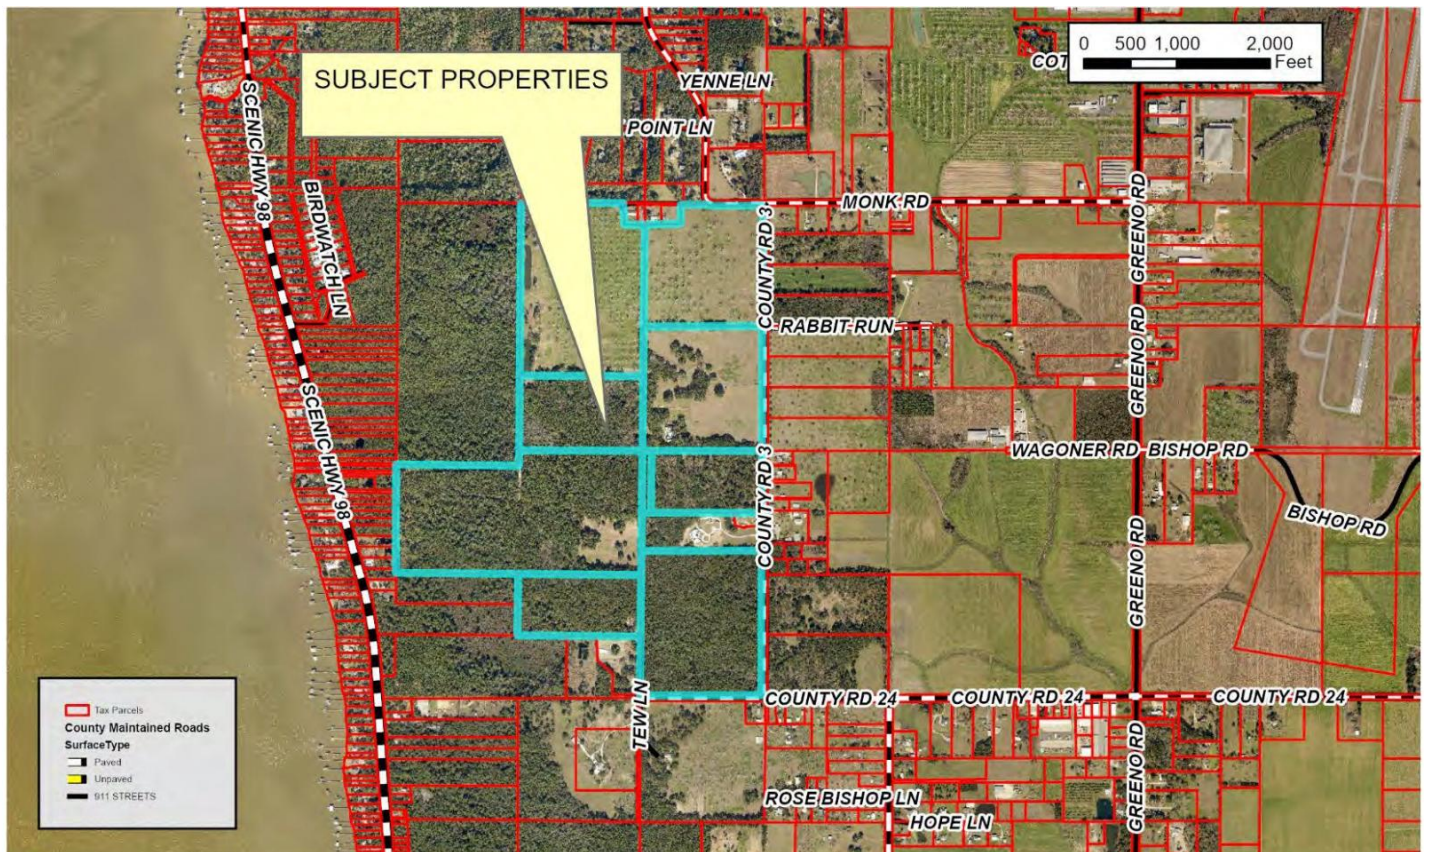 SUBJECT PROPERTIES
0 500 1,000 2,000
Feet
COT
YENNE LN
POINT LN
SCENIC HWY 98
BIRDWATCH LN
MONK RD
GREENO RD
COUNTY RD 3
RABBIT RUN
GREENO RD
GREENO RD
SCENIC HWY 98
WAGONER RD
BISHOP RD
COUNTY RD 3
BISHOP RD
GREENO RD
TEW LN
COUNTY RD 24
COUNTY RD 24
COUNTY RD 24
GREENO RD
ROSE BISHOP LN
HOPE LN
Tax Parcels
County Maintained Roads
SurfaceType
Paved
Unpaved
911 STREETS